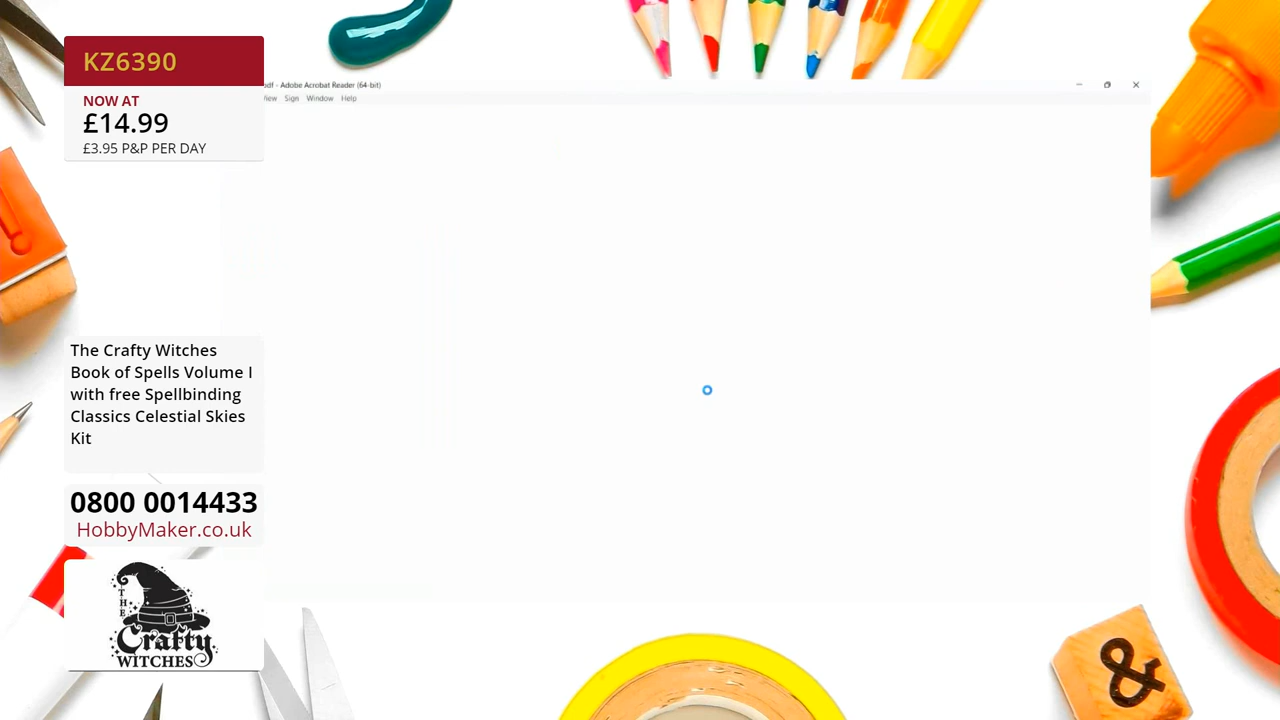 KZ6390
NOW AT
£14.99
£3.95 P&P PER DAY
df - Adobe Acrobat Reader (64-bit)
View Sign Window Help
The Crafty Witches
Book of Spells Volume I
with free Spellbinding
Classics Celestial Skies
Kit
0800 0014433
HobbyMaker.co.uk
THE
Crafty
WITCHES
!
&